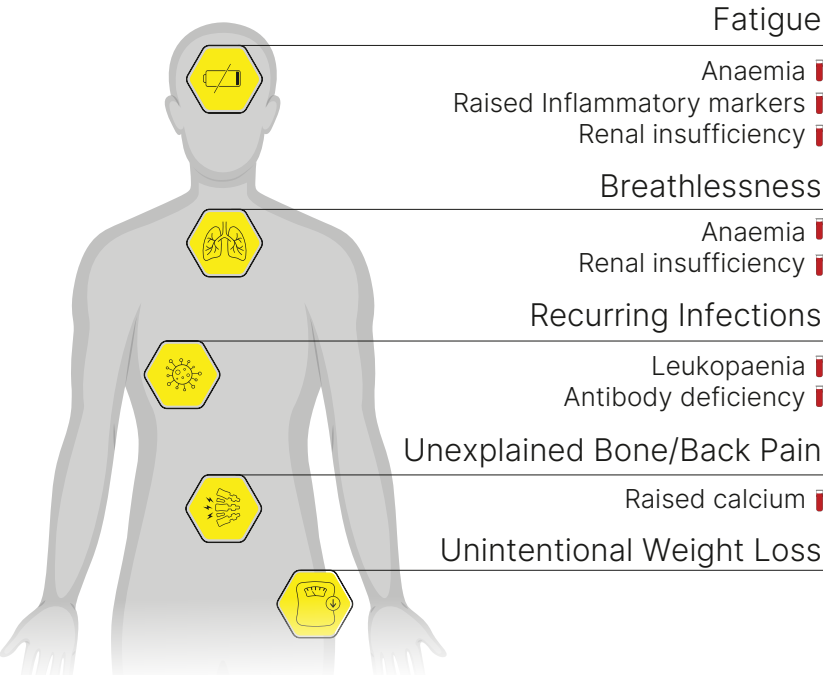 Fatigue
Anaemia
Raised Inflammatory markers
Renal insufficiency
Breathlessness
Anaemia
Renal insufficiency
Recurring Infections
Leukopaenia
Antibody deficiency
Unexplained Bone/Back Pain
Raised calcium
Unintentional Weight Loss